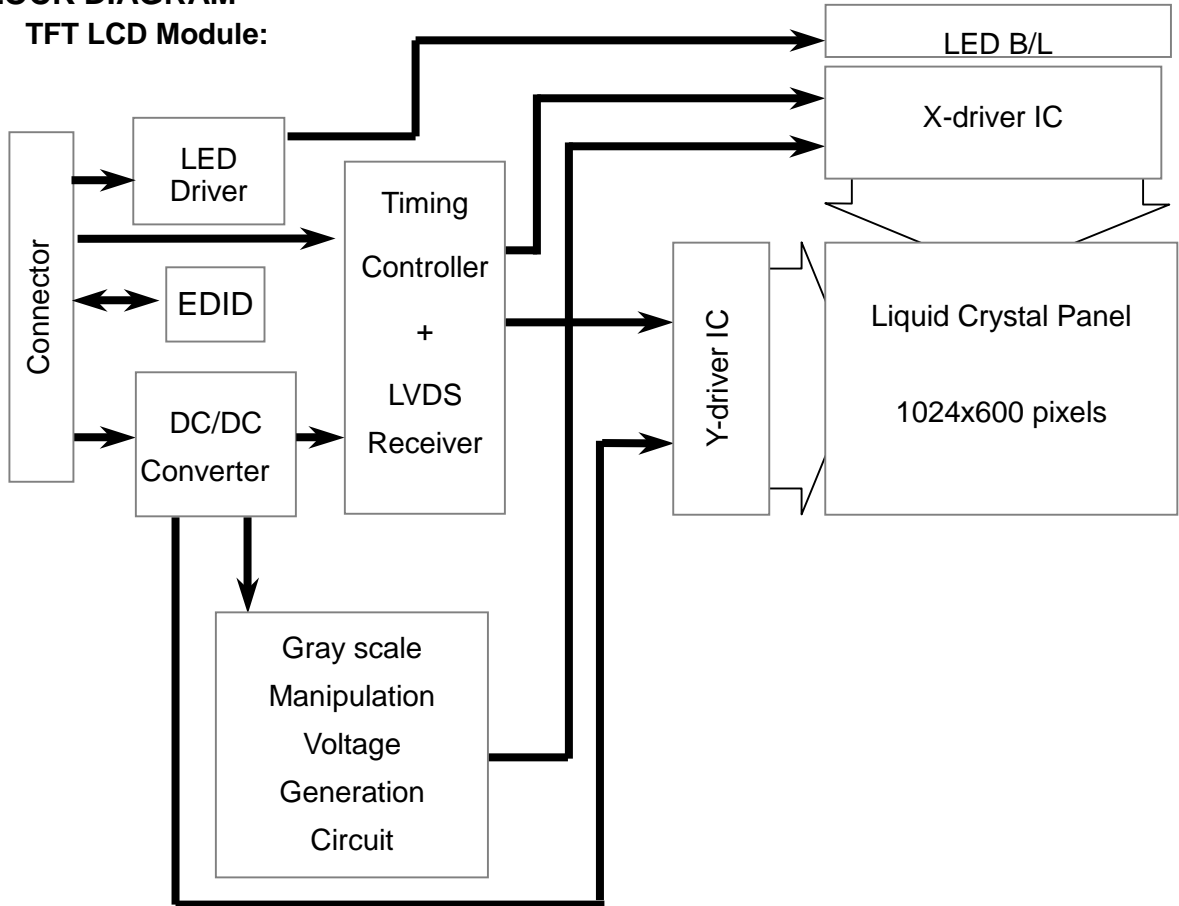 TFT LCD Module:
LED B/L
X-driver IC
LED
Driver
Timing
Controller
+
LVDS
Receiver
Connector
EDID
DC/DC
Converter
Y-driver IC
Liquid Crystal Panel
1024x600 pixels
Gray scale
Manipulation
Voltage
Generation
Circuit